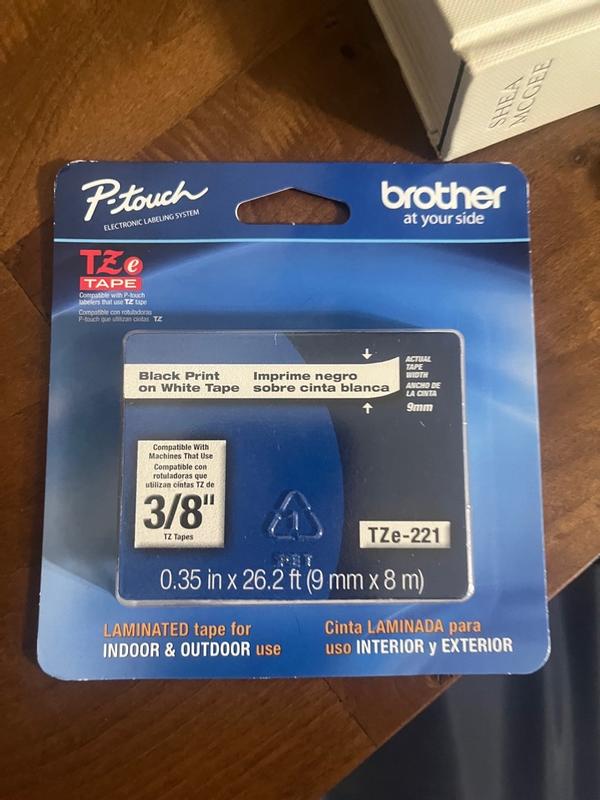 SHEA
MCGEE
P-touch
ELECTRONIC LABELING SYSTEM
brother
at your side
TZe
TAPE
Compatible with P-touch
labelers that use TZ tape
Compatible con rotuladoras
P-touch que utilizan cintas TZ
Black Print
on White Tape
Imprime negro
sobre cinta blanca
ACTUAL
TAPE
WIDTH
ANCHO DE
LA CINTA
9mm
Compatible With
Machines That Use
Compatible con
rotuladoras que
utilizan cintas TZ de
3/8"
TZ Tapes
1
PET
TZe-221
0.35 in x 26.2 ft (9 mm x 8 m)
LAMINATED tape for
INDOOR & OUTDOOR use
Cinta LAMINADA para
uso INTERIOR y EXTERIOR